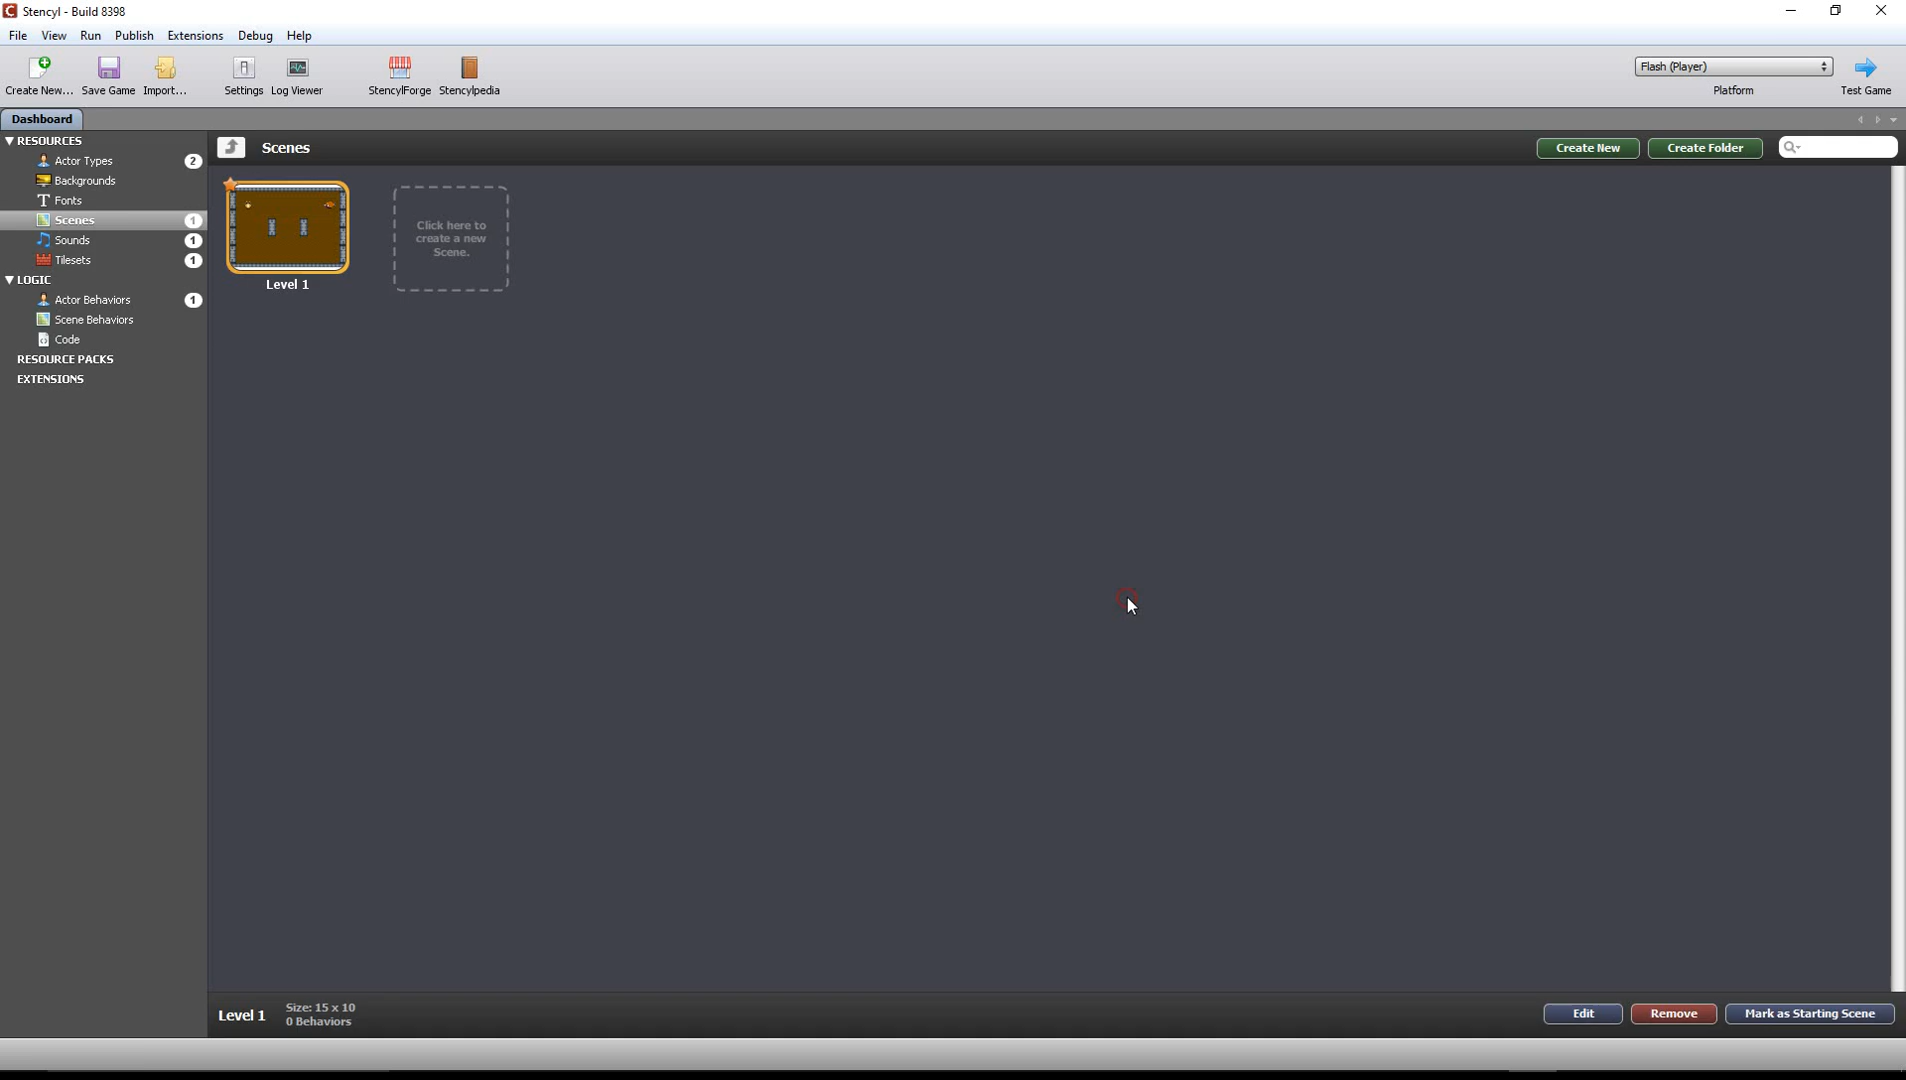 Stencyl - Build 8398
File View Run Publish Extensions Debug Help
Create New... Save Game Import... Settings Log Viewer StencylForge Stencylpedia
Flash (Player)
Platform Test Game
Dashboard
RESOURCES
Actor Types 2
Backgrounds
Fonts
Scenes 1
Sounds 1
Tilesets 1
LOGIC
Actor Behaviors 1
Scene Behaviors
Code
RESOURCE PACKS
EXTENSIONS
Scenes
Create New Create Folder
Level 1
Click here to
create a new
Scene.
Level 1
Size: 15 x 10
0 Behaviors
Edit Remove Mark as Starting Scene